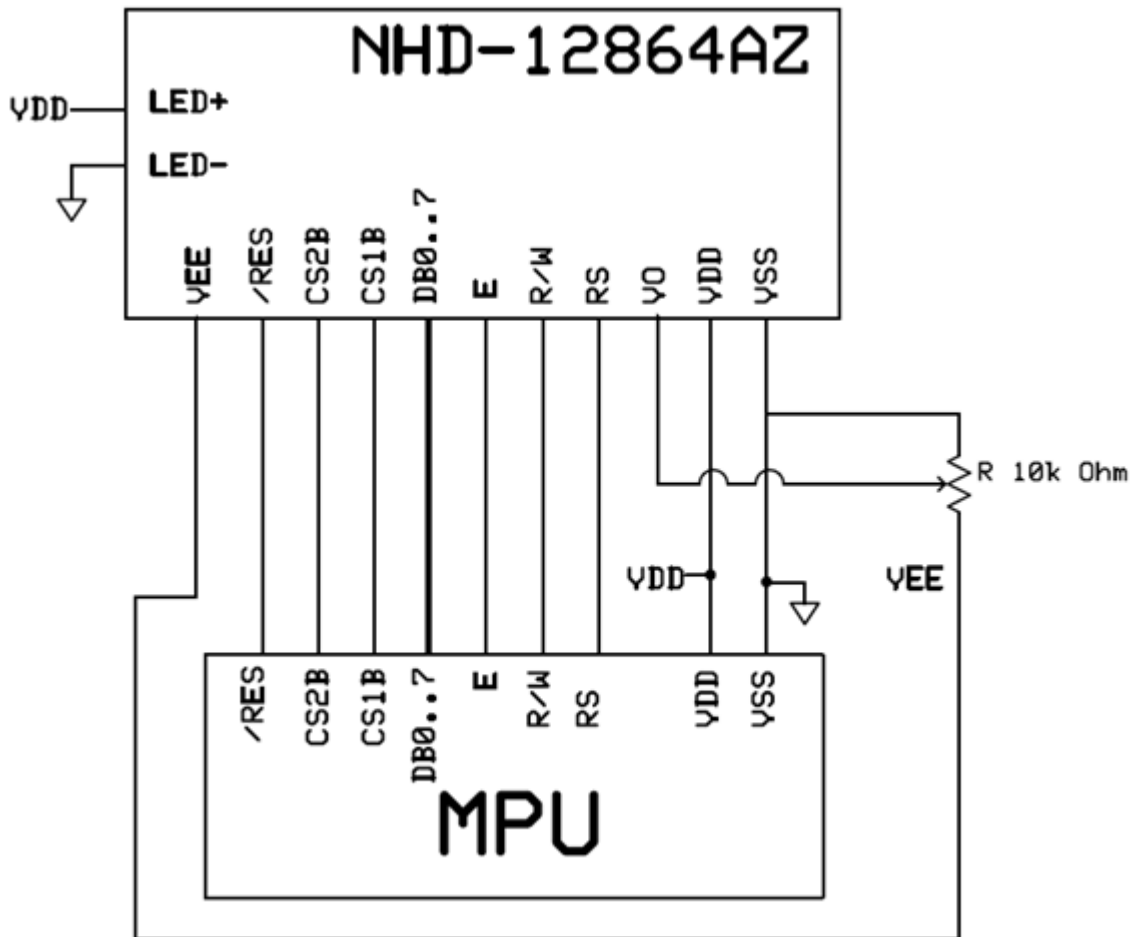 NHD-12864AZ
VDD
LED+
LED-
VEE
/RES
CS2B
CS1B
DB0..7
E
R/W
RS
VO
VDD
VSS
R 10k Ohm
VDD
VEE
/RES
CS2B
CS1B
DB0..7
E
R/W
RS
VDD
VSS
MPU